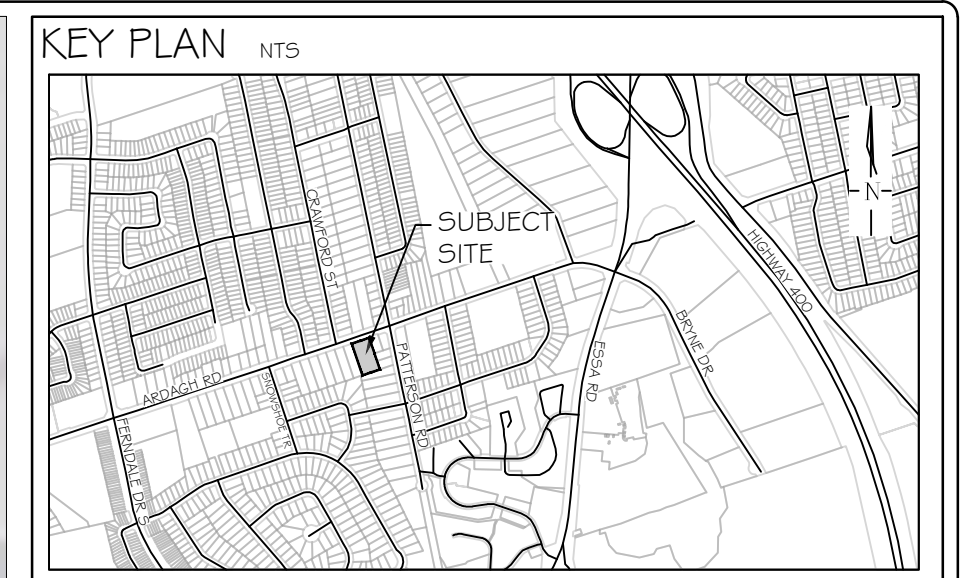 KEY PLAN NTS
CRAWFORD ST
SUBJECT
SITE
N
HIGHWAY 400
BRYNE DR
ESSA RD
PATTERSON RD
ARDAGH RD
SNOWSHOE TR
FERNDALE DR S